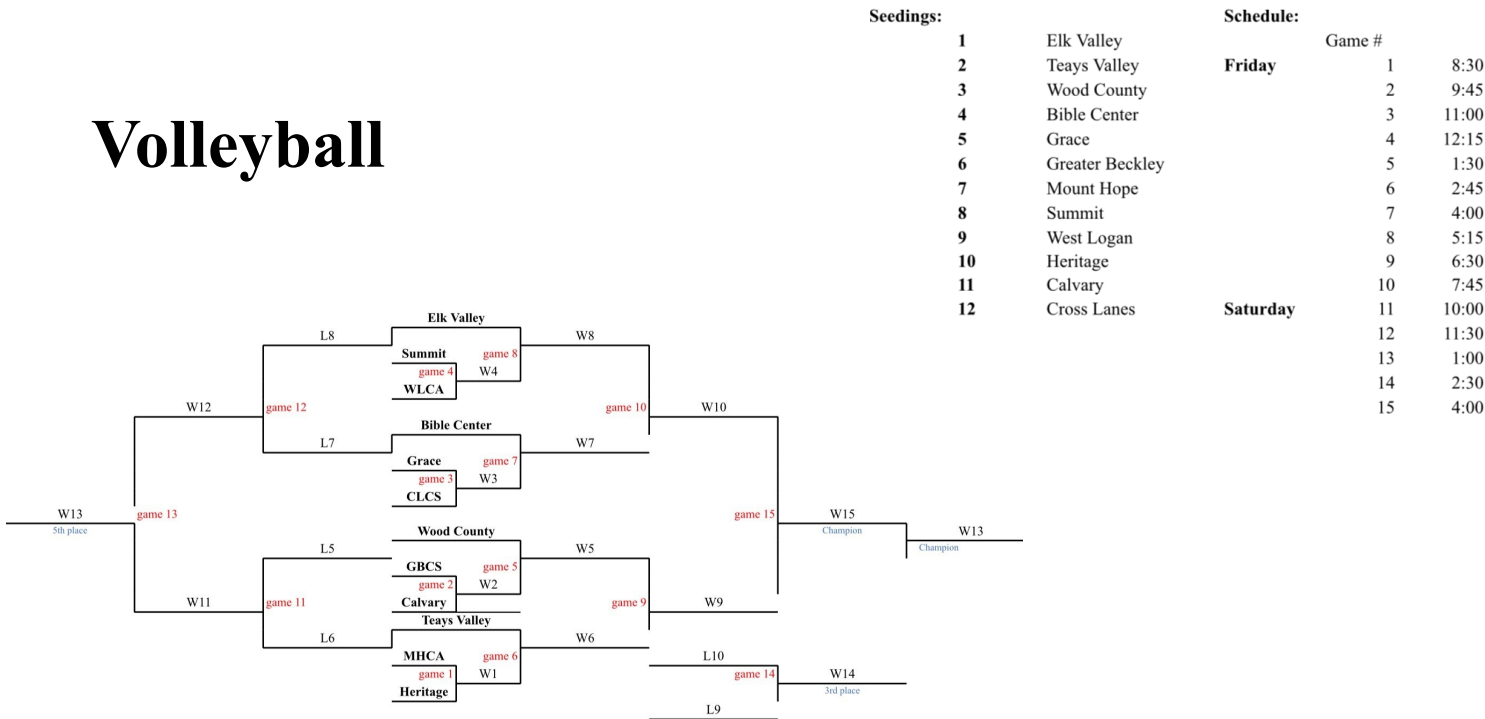 Seedings: Schedule:
1 Elk Valley Game #
2 Teays Valley Friday 1 8:30
3 Wood County 2 9:45
Volleyball
4 Bible Center 3 11:00
5 Grace 4 12:15
6 Greater Beckley 5 1:30
7 Mount Hope 6 2:45
8 Summit 7 4:00
9 West Logan 8 5:15
10 Heritage 9 6:30
11 Calvary 10 7:45
12 Cross Lanes Saturday 11 10:00
12 11:30
13 1:00
14 2:30
15 4:00
Elk Valley
L8 W8
Summit game 8
game 4 W4
WLCA
W12 game 12 game 10 W10
Bible Center
L7 W7
Grace game 7
game 3 W3
CLCS
W13 game 13 game 15 W15
5th place Champion
Wood County W13
L5 W5 Champion
GBCS game 5
game 2 W2
W11 game 11 Calvary game 9 W9
Teays Valley
L6 W6
MHCA game 6 L10
game 1 W1 game 14 W14
Heritage 3rd place
L9